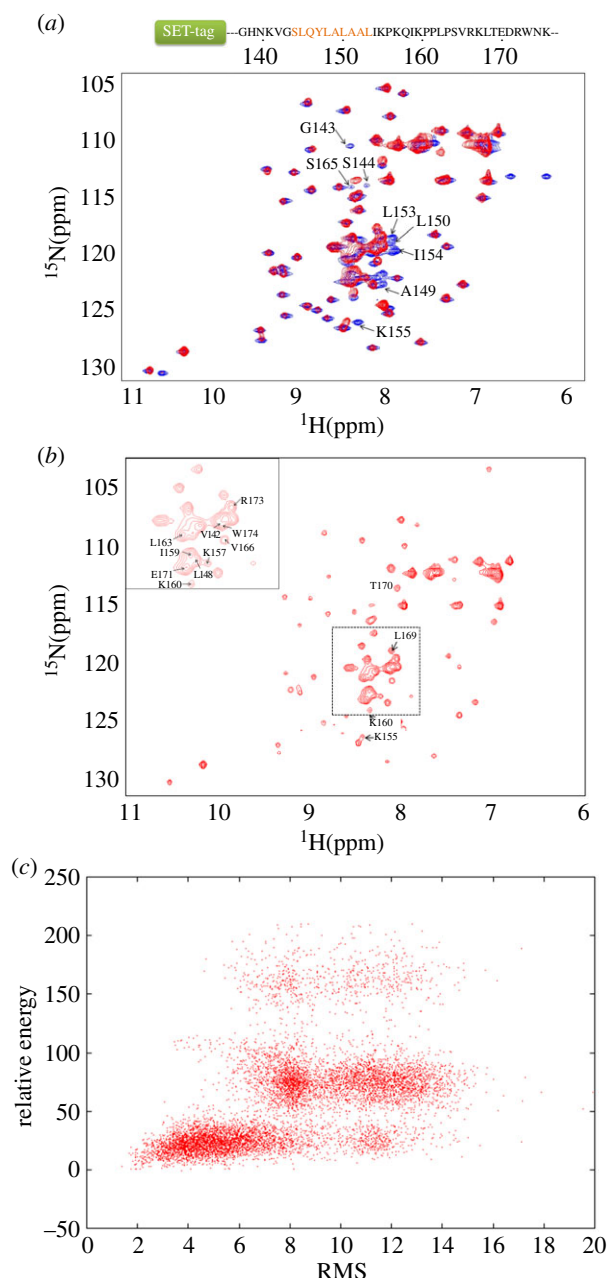 (a)
SET-tag ---GHNKVGSLQYLALAALIKPKQIKPPLPSVRKLTEDRWNK--
140 150 160 170
105
110
115
120
125
130
15N(ppm)
G143
S165 S144
L153
L150
I154
A149
K155
11 10 9 8 7 6
1H(ppm)
(b)
105
110
115
120
125
130
15N(ppm)
R173
L163 V142 W174
I159 K157 V166
E171 L148
K160
T170
L169
K160
K155
11 10 9 8 7 6
1H(ppm)
(c)
250
200
150
100
50
0
–50
relative energy
0 2 4 6 8 10 12 14 16 18 20
RMS